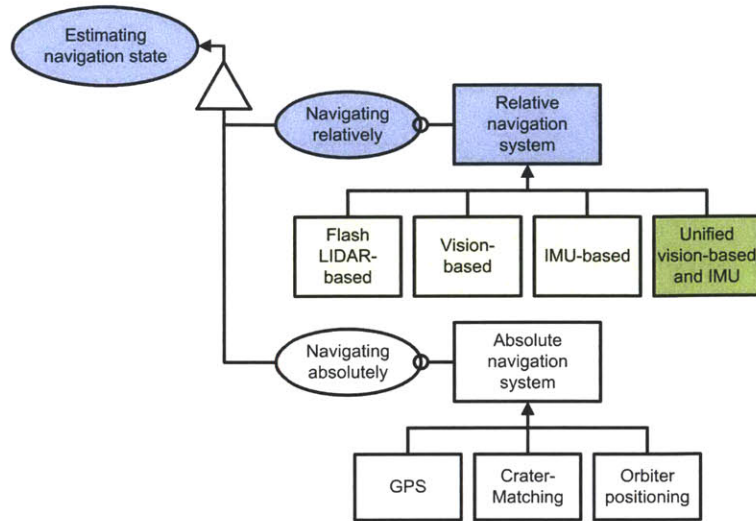 Estimating
navigation state
Navigating
relatively
Relative
navigation
system
Flash
LIDAR-
based
Vision-
based
IMU-based
Unified
vision-based
and IMU
Navigating
absolutely
Absolute
navigation
system
GPS
Crater-
Matching
Orbiter
positioning